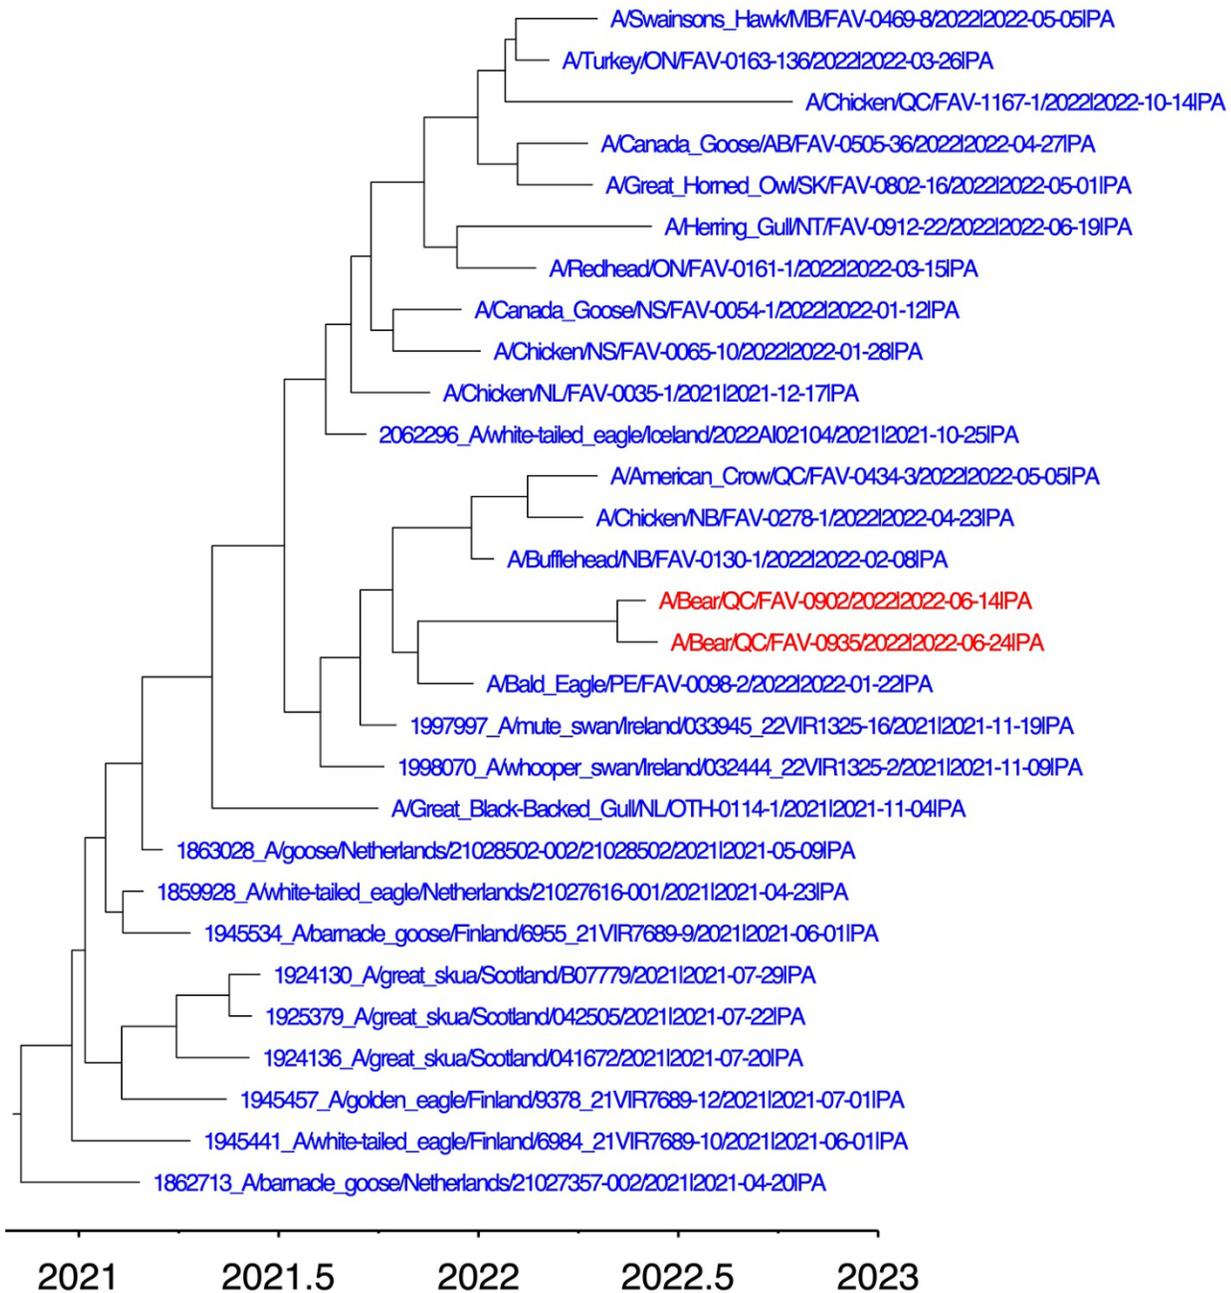 A/Swainsons_Hawk/MB/FAV-0469-8/2022|2022-05-05|PA
A/Turkey/ON/FAV-0163-136/2022|2022-03-26|PA
A/Chicken/QC/FAV-1167-1/2022|2022-10-14|PA
A/Canada_Goose/AB/FAV-0505-36/2022|2022-04-27|PA
A/Great_Horned_Owl/SK/FAV-0802-16/2022|2022-05-01|PA
A/Herring_Gull/NT/FAV-0912-22/2022|2022-06-19|PA
A/Redhead/ON/FAV-0161-1/2022|2022-03-15|PA
A/Canada_Goose/NS/FAV-0054-1/2022|2022-01-12|PA
A/Chicken/NS/FAV-0065-10/2022|2022-01-28|PA
A/Chicken/NL/FAV-0035-1/2021|2021-12-17|PA
2062296_A/white-tailed_eagle/Iceland/2022AI02104/2021|2021-10-25|PA
A/American_Crow/QC/FAV-0434-3/2022|2022-05-05|PA
A/Chicken/NB/FAV-0278-1/2022|2022-04-23|PA
A/Bufflehead/NB/FAV-0130-1/2022|2022-02-08|PA
A/Bear/QC/FAV-0902/2022|2022-06-14|PA
A/Bear/QC/FAV-0935/2022|2022-06-24|PA
A/Bald_Eagle/PE/FAV-0098-2/2022|2022-01-22|PA
1997997_A/mute_swan/Ireland/033945_22VIR1325-16/2021|2021-11-19|PA
1998070_A/whooper_swan/Ireland/032444_22VIR1325-2/2021|2021-11-09|PA
A/Great_Black-Backed_Gull/NL/OTH-0114-1/2021|2021-11-04|PA
1863028_A/goose/Netherlands/21028502-002/21028502/2021|2021-05-09|PA
1859928_A/white-tailed_eagle/Netherlands/21027616-001/2021|2021-04-23|PA
1945534_A/barnacle_goose/Finland/6955_21VIR7689-9/2021|2021-06-01|PA
1924130_A/great_skua/Scotland/B07779/2021|2021-07-29|PA
1925379_A/great_skua/Scotland/042505/2021|2021-07-22|PA
1924136_A/great_skua/Scotland/041672/2021|2021-07-20|PA
1945457_A/golden_eagle/Finland/9378_21VIR7689-12/2021|2021-07-01|PA
1945441_A/white-tailed_eagle/Finland/6984_21VIR7689-10/2021|2021-06-01|PA
1862713_A/barnacle_goose/Netherlands/21027357-002/2021|2021-04-20|PA
2021 2021.5 2022 2022.5 2023